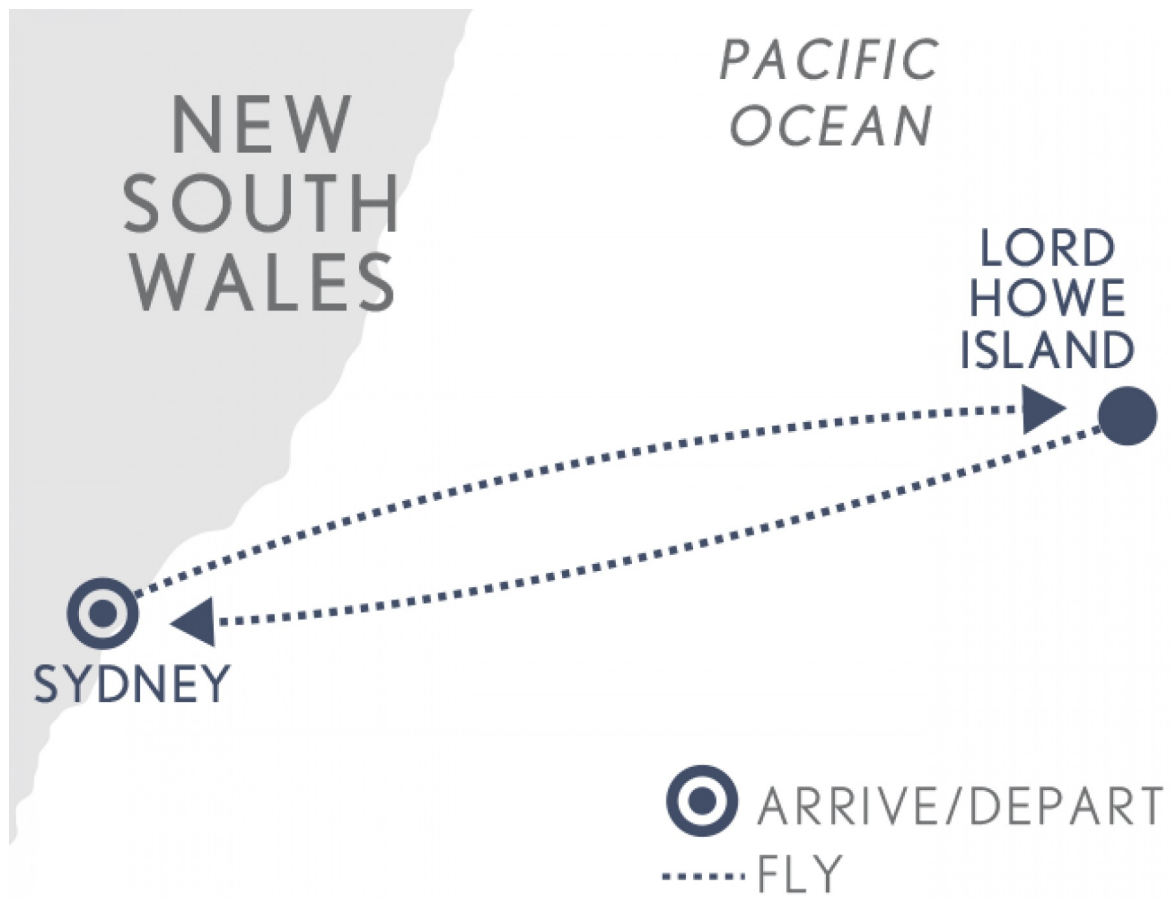 NEW
SOUTH
WALES
PACIFIC
OCEAN
LORD
HOWE
ISLAND
SYDNEY
ARRIVE/DEPART
FLY